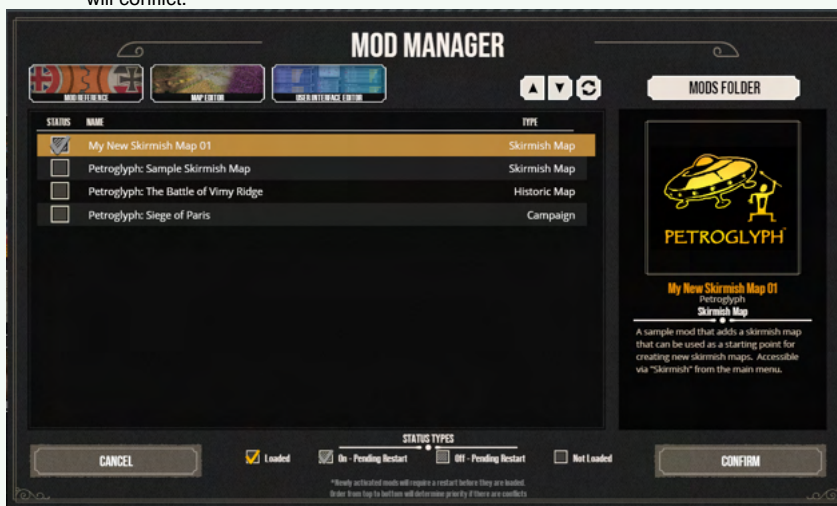 will conflict.
MOD MANAGER
MOD REFERENCE
MAP EDITOR
USER INTERFACE EDITOR
MODS FOLDER
STATUS NAME TYPE
My New Skirmish Map 01 Skirmish Map
Petroglyph: Sample Skirmish Map Skirmish Map
Petroglyph: The Battle of Vimy Ridge Historic Map
Petroglyph: Siege of Paris Campaign
PETROGLYPH
My New Skirmish Map 01
Petroglyph
Skirmish Map
A sample mod that adds a skirmish map
that can be used as a starting point for
creating new skirmish maps. Accessible
via "Skirmish" from the main menu.
STATUS TYPES
CANCEL
Loaded
On - Pending Restart
Off - Pending Restart
Not Loaded
CONFIRM
*Newly activated mods will require a restart before they are loaded.
Order from top to bottom will determine priority if there are conflicts